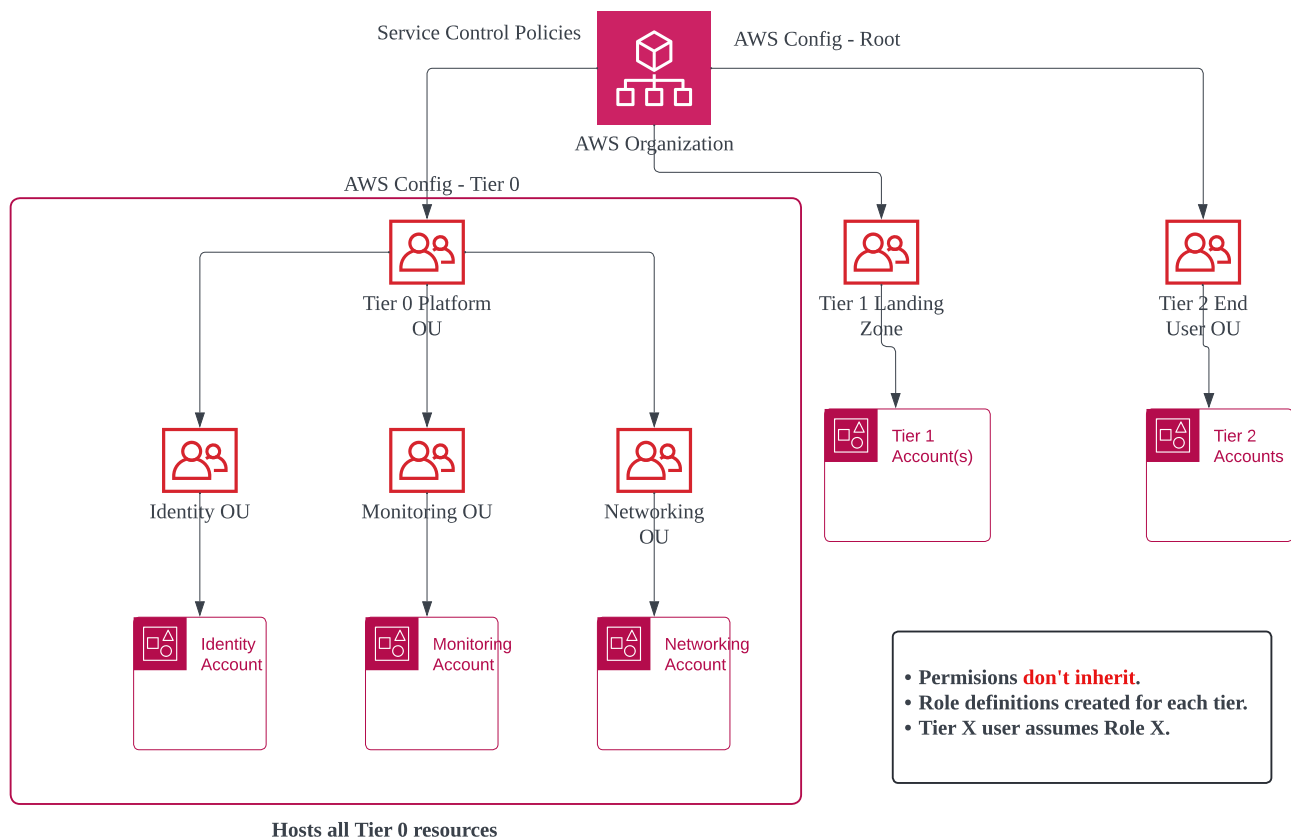 Service Control Policies
AWS Config - Root
AWS Organization
AWS Config - Tier 0
Tier 0 Platform
OU
Tier 1 Landing
Zone
Tier 2 End
User OU
Identity OU
Monitoring OU
Networking
OU
Tier 1
Account(s)
Tier 2
Accounts
Identity
Account
Monitoring
Account
Networking
Account
• Permisions don't inherit.
• Role definitions created for each tier.
• Tier X user assumes Role X.
Hosts all Tier 0 resources